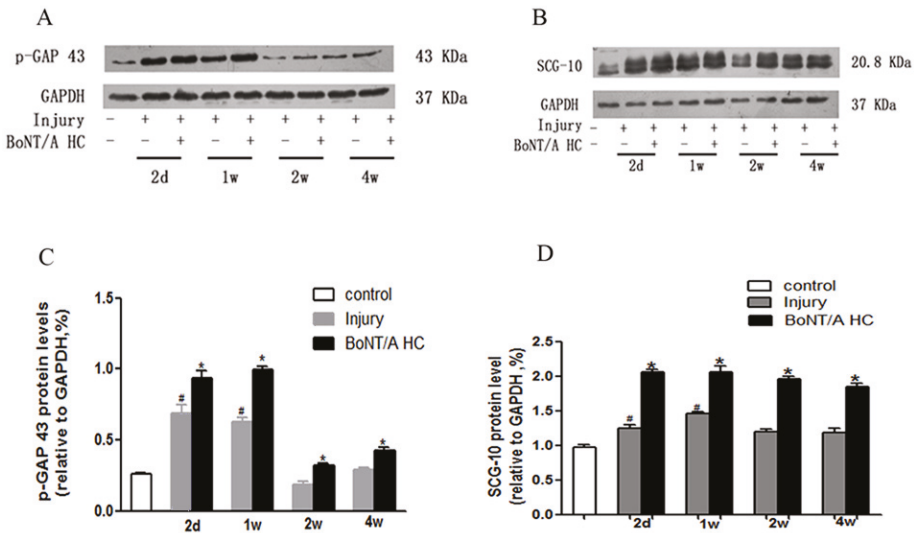 A
p-GAP 43
43 KDa
GAPDH
37 KDa
Injury - + + + + + + + +
BoNT/A HC - - + - + - + - +
2d 1w 2w 4w
B
SCG-10
20.8 KDa
GAPDH
37 KDa
Injury - + + + + + + + +
BoNT/A HC - - + - + - + - +
2d 1w 2w 4w
C
p-GAP 43 protein levels
(relative to GAPDH,%)
1.5
1.0
0.5
0.0
control
Injury
BoNT/A HC
# * # * * *
2d 1w 2w 4w
D
SCG-10 protein level
(relative to GAPDH,%)
2.5
2.0
1.5
1.0
0.5
0.0
control
Injury
BoNT/A HC
# * # * * *
2d 1w 2w 4w